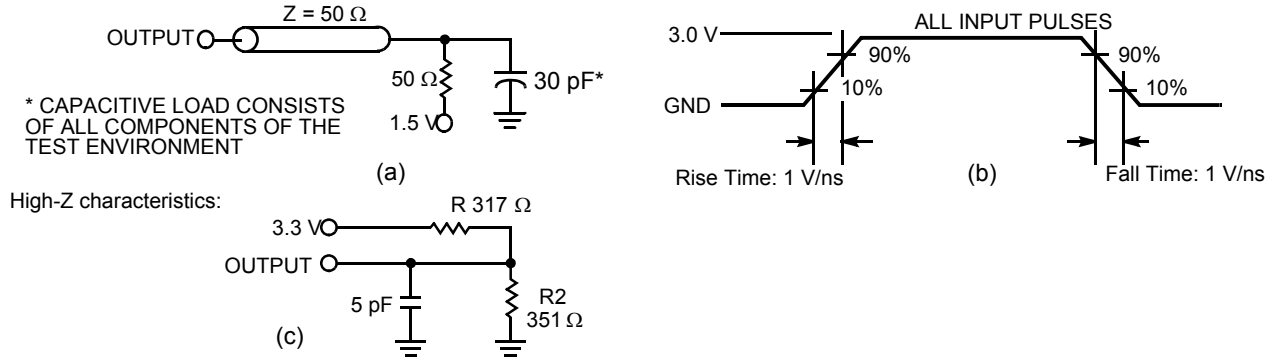 Z = 50 Ω
OUTPUT
50 Ω
30 pF*
1.5 V
* CAPACITIVE LOAD CONSISTS
OF ALL COMPONENTS OF THE
TEST ENVIRONMENT
(a)
ALL INPUT PULSES
3.0 V
90%
90%
10%
10%
GND
Rise Time: 1 V/ns
(b)
Fall Time: 1 V/ns
High-Z characteristics:
R 317 Ω
3.3 V
OUTPUT
5 pF
R2
351 Ω
(c)